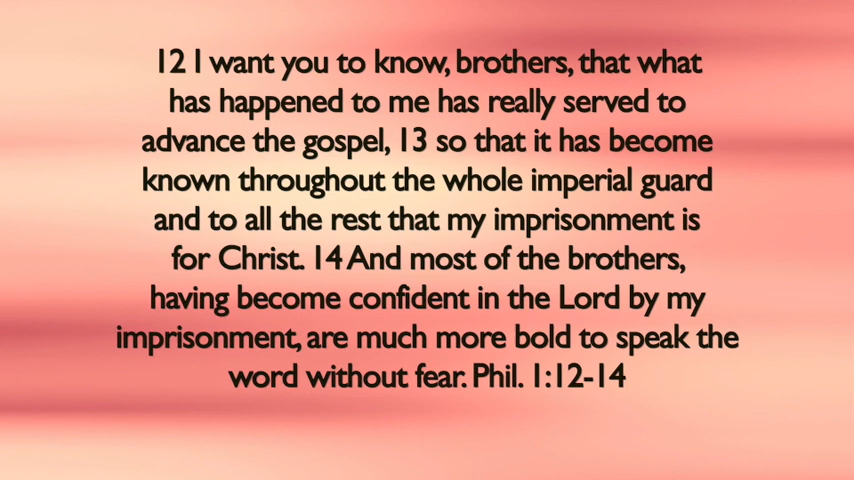 12 I want you to know, brothers, that what
has happened to me has really served to
advance the gospel, 13 so that it has become
known throughout the whole imperial guard
and to all the rest that my imprisonment is
for Christ. 14 And most of the brothers,
having become confident in the Lord by my
imprisonment, are much more bold to speak the
word without fear. Phil. 1:12-14